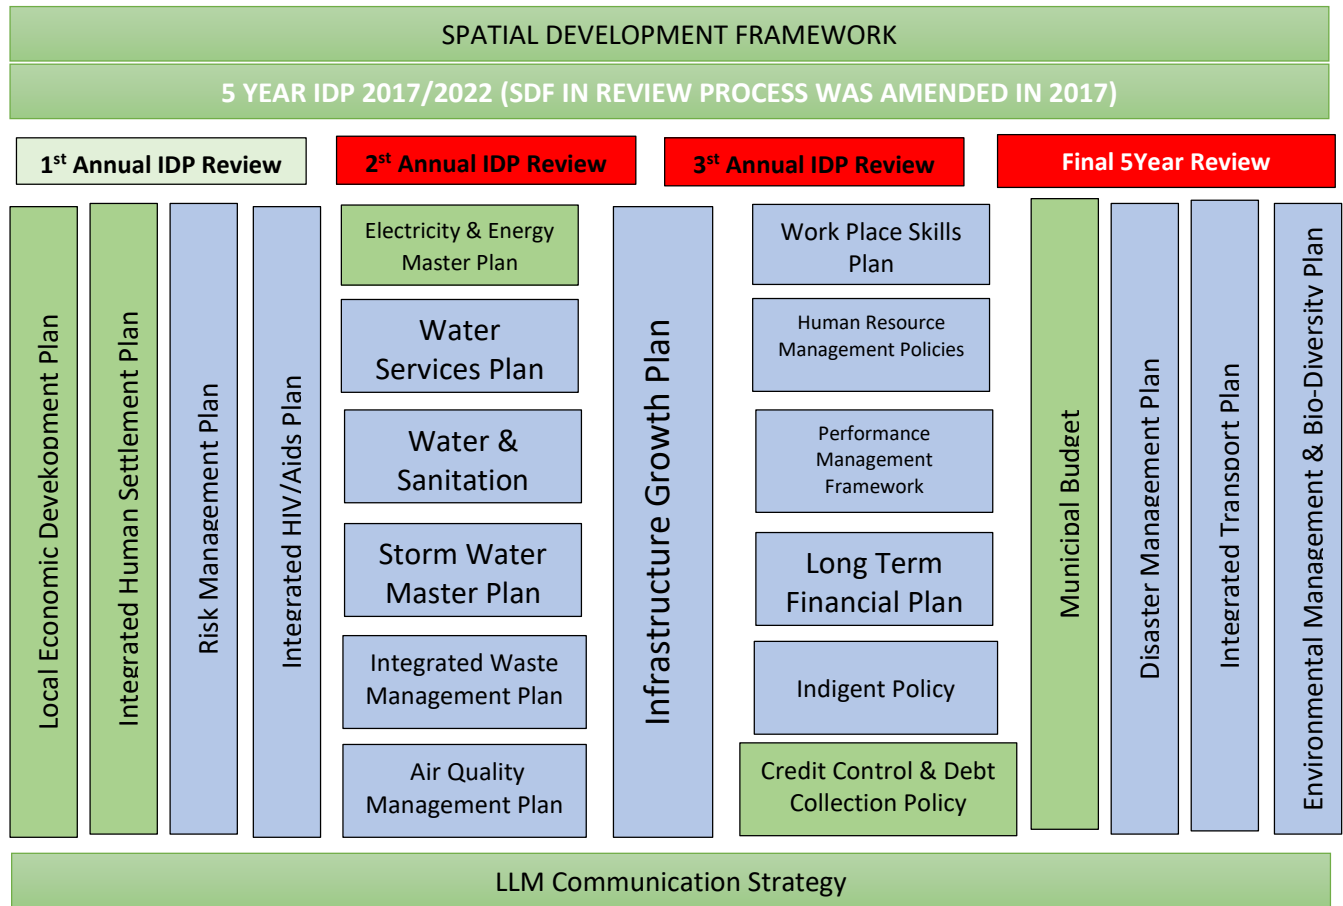 SPATIAL DEVELOPMENT FRAMEWORK
5 YEAR IDP 2017/2022 (SDF IN REVIEW PROCESS WAS AMENDED IN 2017)
1st Annual IDP Review
2st Annual IDP Review
3st Annual IDP Review
Final 5Year Review
Local Economic Devekopment Plan
Integrated Human Settlement Plan
Risk Management Plan
Integrated HIV/Aids Plan
Electricity & Energy
Master Plan
Water
Services Plan
Water &
Sanitation
Storm Water
Master Plan
Integrated Waste
Management Plan
Air Quality
Management Plan
Infrastructure Growth Plan
Work Place Skills
Plan
Human Resource
Management Policies
Performance
Management
Framework
Long Term
Financial Plan
Indigent Policy
Credit Control & Debt
Collection Policy
Municipal Budget
Disaster Management Plan
Integrated Transport Plan
Environmental Management & Bio-Diversity Plan
LLM Communication Strategy